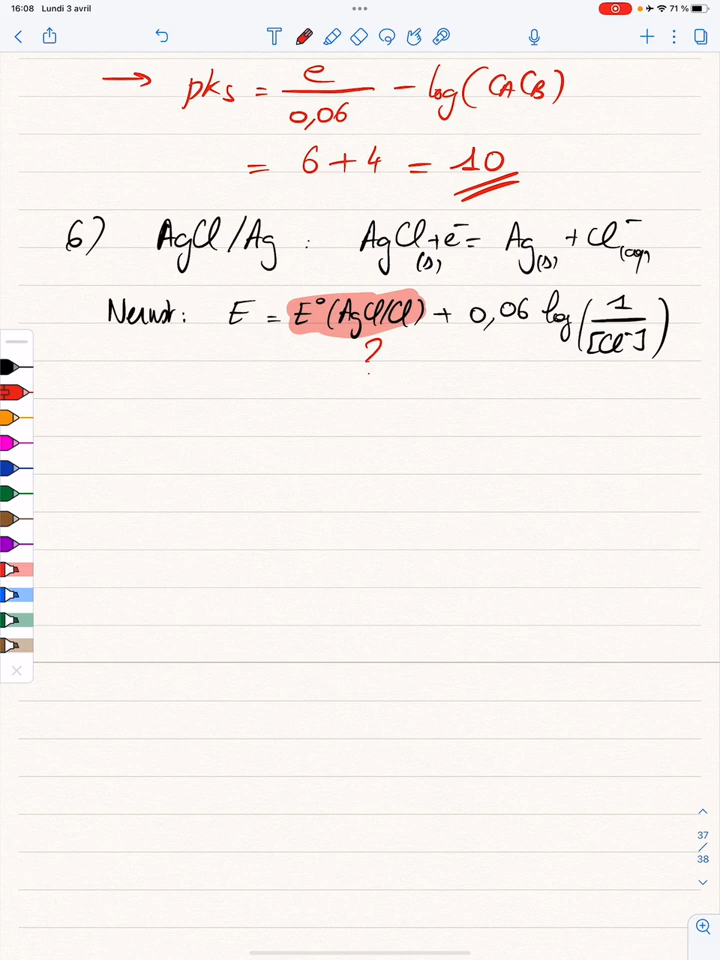 16:08 Lundi 3 avril
71 %
→ pks = e / 0,06 - log(CACB)
= 6 + 4 = 10
6) AgCl/Ag : AgCl(s) + e⁻ = Ag(s) + Cl⁻(aq)
Nernst: E = E°(AgCl/Cl) + 0,06 log(1/[Cl⁻])
?
37
/
38